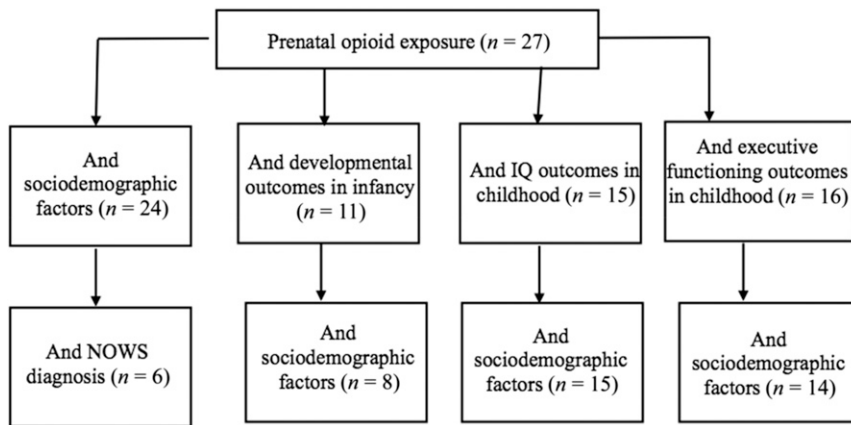 Prenatal opioid exposure (n = 27)
And
sociodemographic
factors (n = 24)
And developmental
outcomes in infancy
(n = 11)
And IQ outcomes in
childhood (n = 15)
And executive
functioning outcomes
in childhood (n = 16)
And NOWS
diagnosis (n = 6)
And
sociodemographic
factors (n = 8)
And
sociodemographic
factors (n = 15)
And
sociodemographic
factors (n = 14)